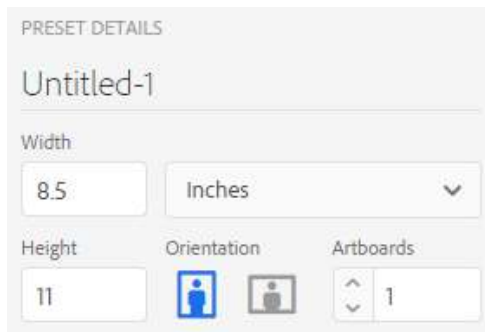 PRESET DETAILS
Untitled-1
Width
8.5 Inches
Height Orientation Artboards
11 1